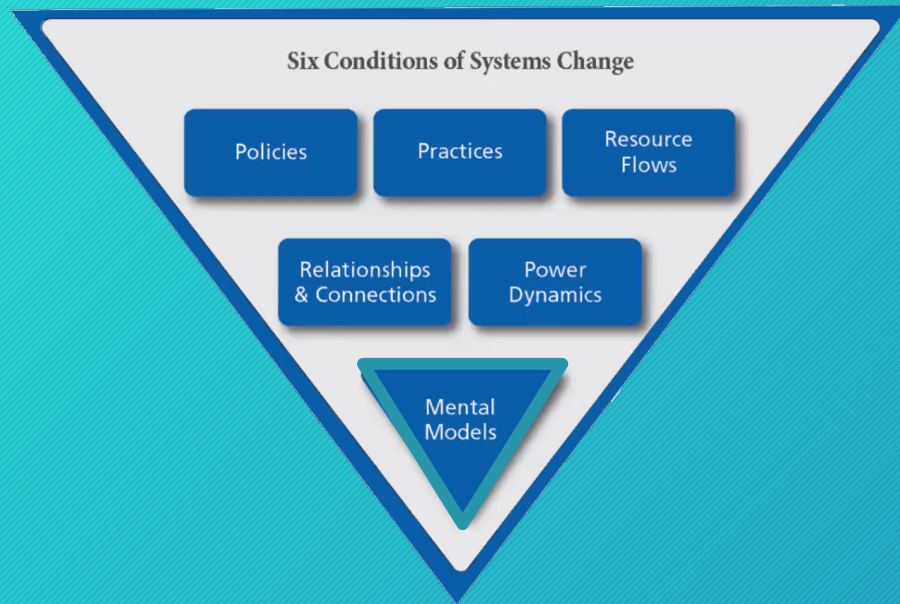 Six Conditions of Systems Change
Policies
Practices
Resource
Flows
Relationships
& Connections
Power
Dynamics
Mental
Models